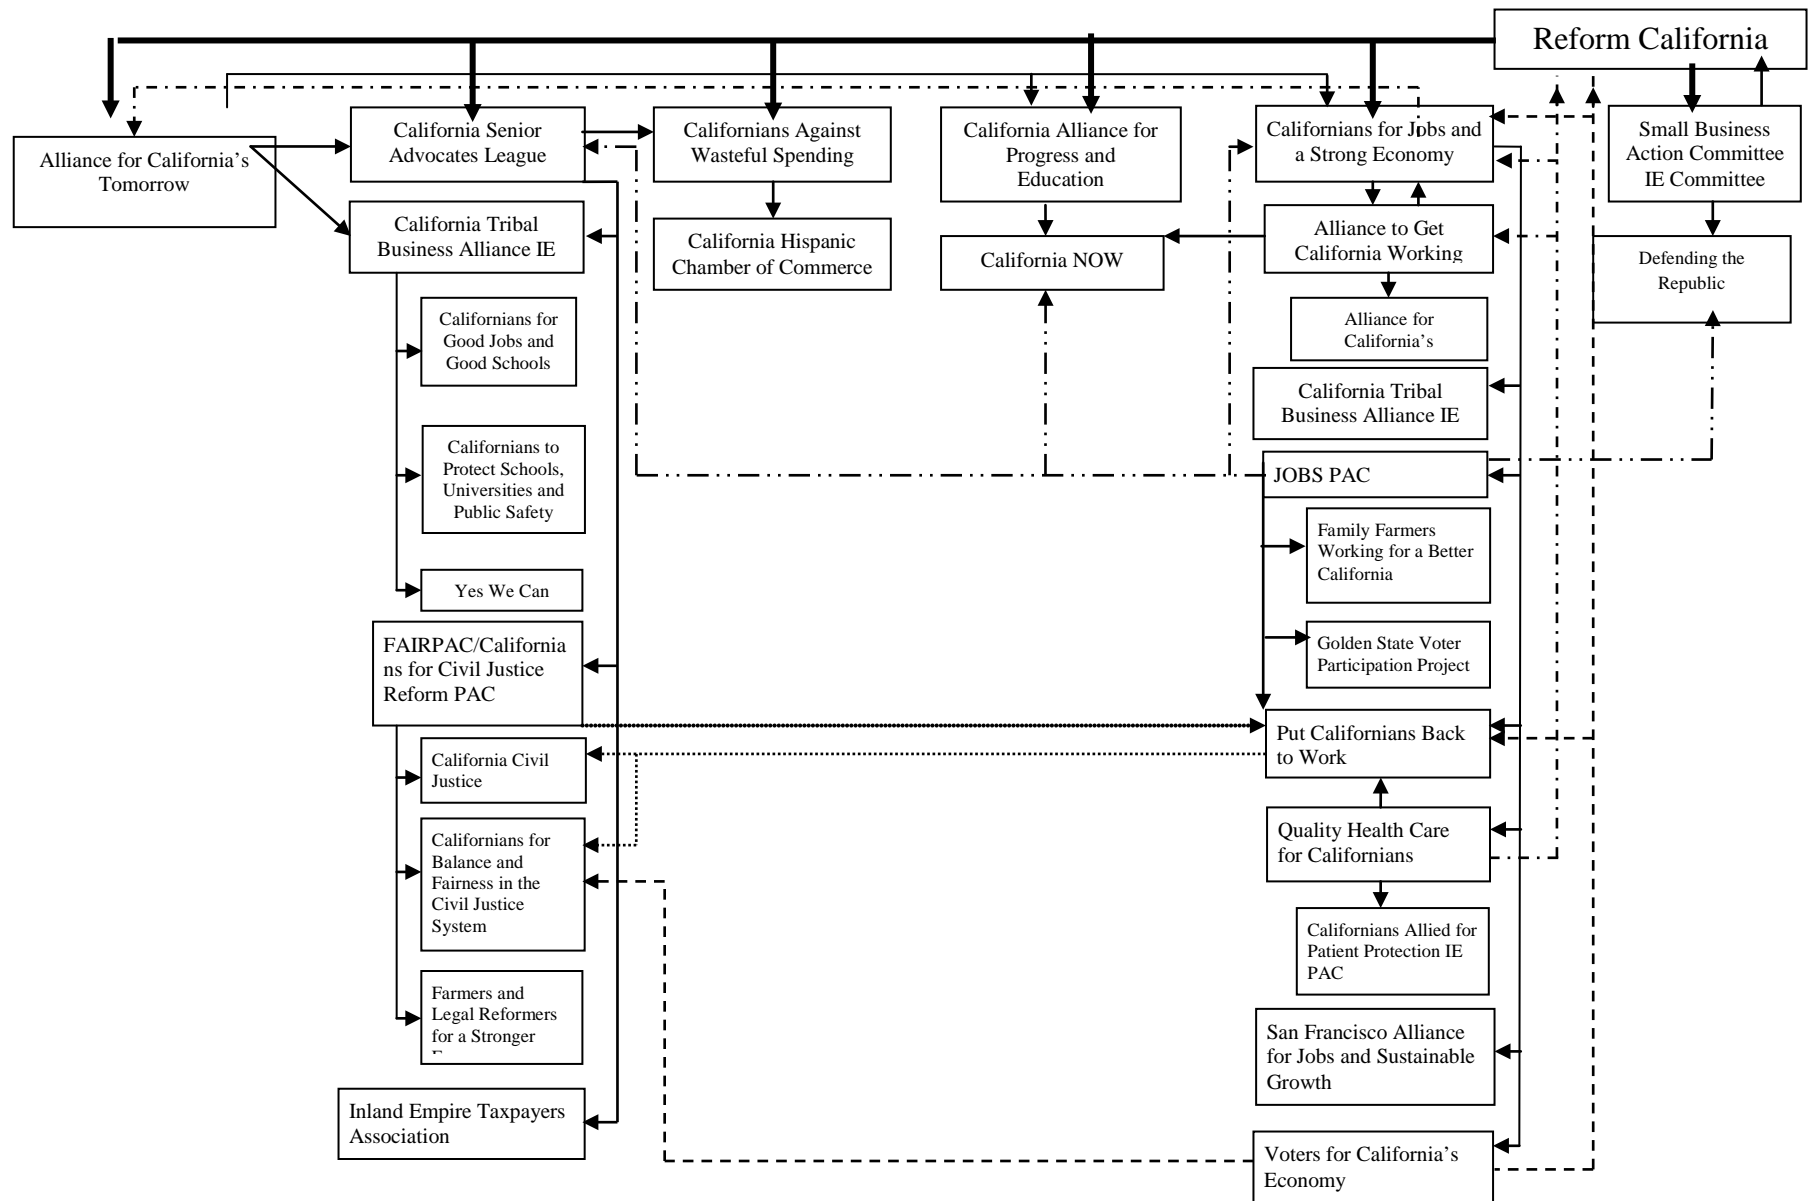 Reform California
Alliance for California’s
Tomorrow
California Senior
Advocates League
Californians Against
Wasteful Spending
California Alliance for
Progress and
Education
Californians for Jobs and
a Strong Economy
Small Business
Action Committee
IE Committee
California Tribal
Business Alliance IE
California Hispanic
Chamber of Commerce
California NOW
Alliance to Get
California Working
Defending the
Republic
Californians for
Good Jobs and
Good Schools
Alliance for
California’s
California Tribal
Business Alliance IE
Californians to
Protect Schools,
Universities and
Public Safety
JOBS PAC
Family Farmers
Working for a Better
California
Yes We Can
FAIRPAC/California
ns for Civil Justice
Reform PAC
Golden State Voter
Participation Project
Put Californians Back
to Work
California Civil
Justice
Californians for
Balance and
Fairness in the
Civil Justice
System
Quality Health Care
for Californians
Californians Allied for
Patient Protection IE
PAC
Farmers and
Legal Reformers
for a Stronger
San Francisco Alliance
for Jobs and Sustainable
Growth
Inland Empire Taxpayers
Association
Voters for California’s
Economy